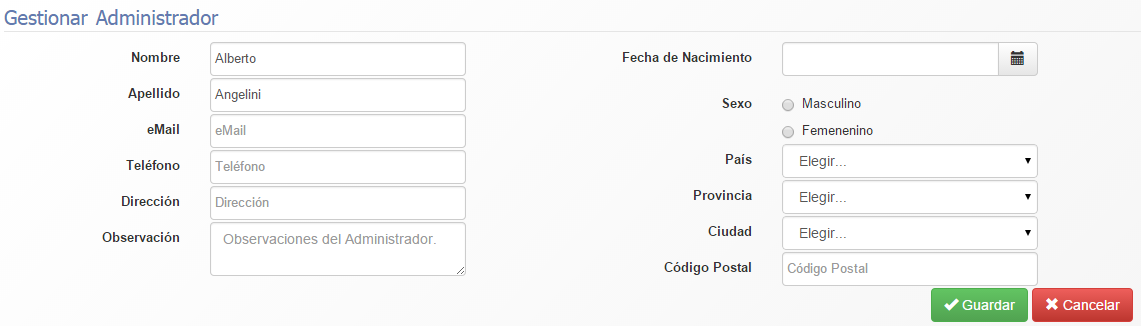 Gestionar Administrador
Nombre Alberto
Apellido Angelini
eMail eMail
Teléfono Teléfono
Dirección Dirección
Observación Observaciones del Administrador.
Fecha de Nacimiento
Sexo Masculino
Femenenino
País Elegir...
Provincia Elegir...
Ciudad Elegir...
Código Postal Código Postal
Guardar Cancelar